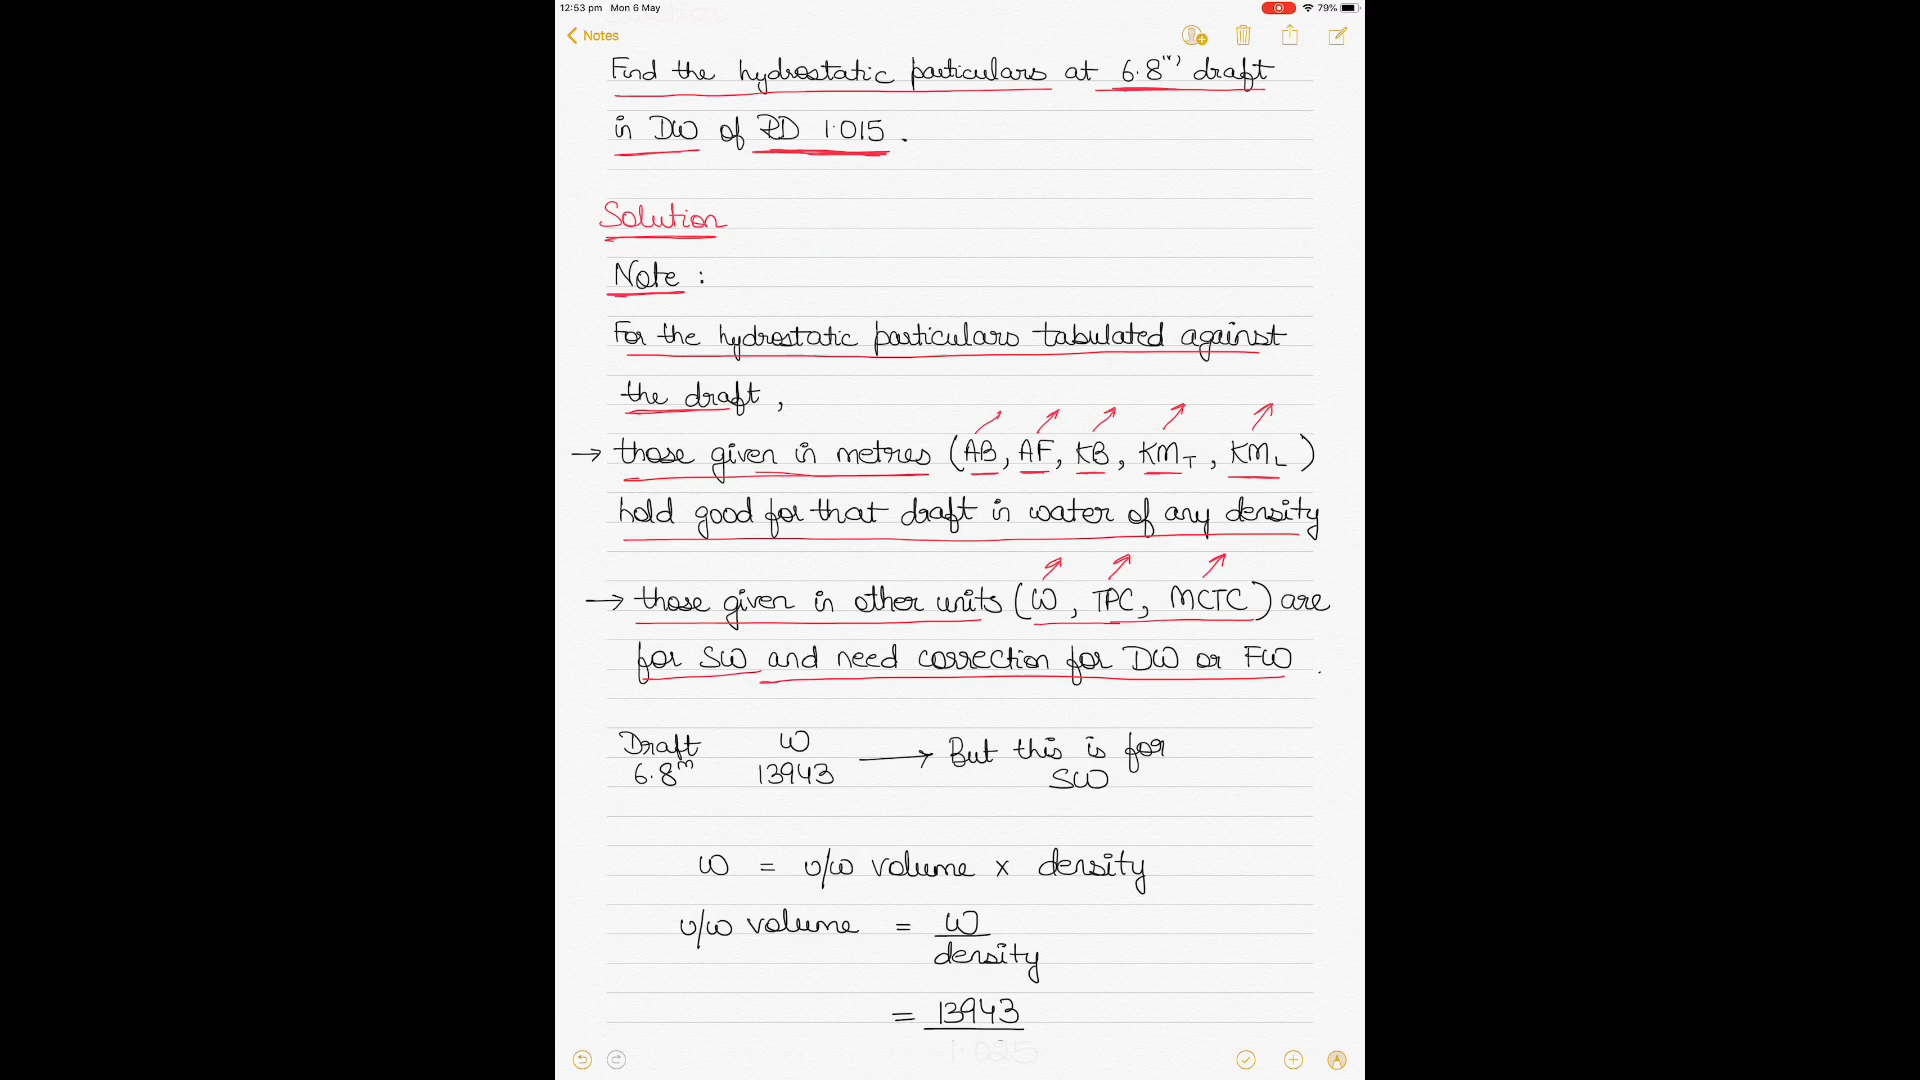 12:53 pm Mon 6 May 79%
Notes
Find the hydrostatic particulars at 6.8m draft
in DW of RD 1.015 .
Solution
Note :
For the hydrostatic particulars tabulated against
the draft ,
→ those given in metres (AB, AF, KB, KMT, KML)
hold good for that draft in water of any density
→ those given in other units (W, TPC, MCTC) are
for SW and need correction for DW or FW .
Draft W → But this is for
6.8m 13943 SW
W = u/w volume x density
u/w volume = W
density
= 13943
1.025